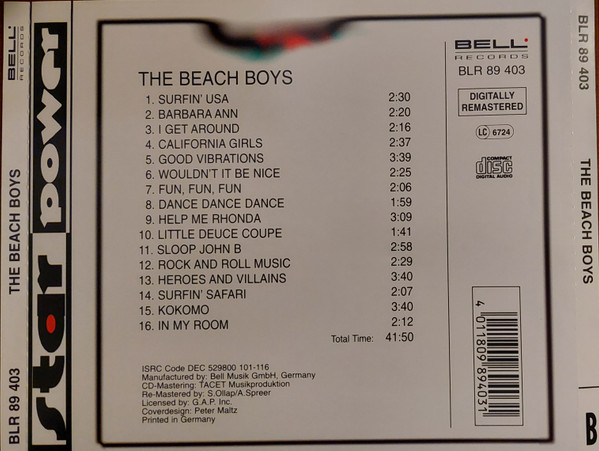 BLR 89 403 THE BEACH BOYS BELL RECORDS
star power
THE BEACH BOYS
1. SURFIN' USA 2:30
2. BARBARA ANN 2:20
3. I GET AROUND 2:16
4. CALIFORNIA GIRLS 2:37
5. GOOD VIBRATIONS 3:39
6. WOULDN'T IT BE NICE 2:25
7. FUN, FUN, FUN 2:06
8. DANCE DANCE DANCE 1:59
9. HELP ME RHONDA 3:09
10. LITTLE DEUCE COUPE 1:41
11. SLOOP JOHN B 2:58
12. ROCK AND ROLL MUSIC 2:29
13. HEROES AND VILLAINS 3:40
14. SURFIN' SAFARI 2:07
15. KOKOMO 3:40
16. IN MY ROOM 2:12
Total Time: 41:50
ISRC Code DEC 529800 101-116
Manufactured by: Bell Musik GmbH, Germany
CD-Mastering: TACET Musikproduktion
Re-Mastered by: S.Ollap/A.Spreer
Licensed by: G.A.P. Inc.
Coverdesign: Peter Maltz
Printed in Germany
BELL
RECORDS
BLR 89 403
DIGITALLY
REMASTERED
LC 6724
COMPACT
disc
DIGITAL AUDIO
4 011809 894031
BLR 89 403 THE BEACH BOYS B